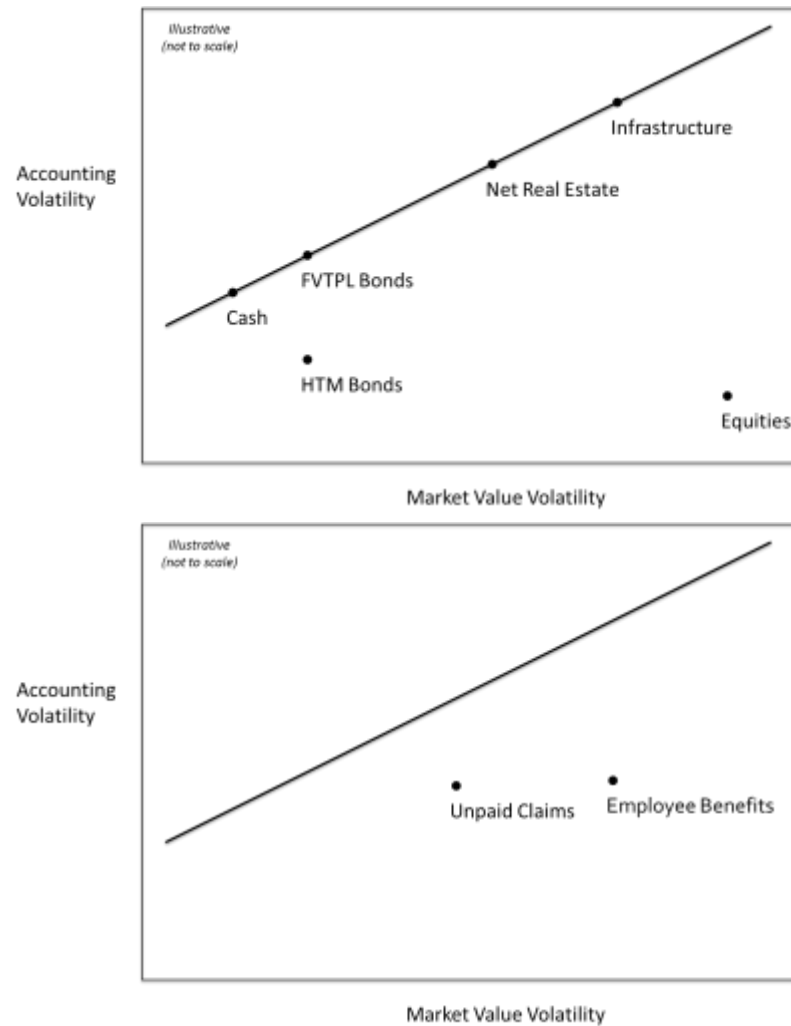 Illustrative
(not to scale)
Infrastructure
Accounting
Volatility
Net Real Estate
FVTPL Bonds
Cash
HTM Bonds
Equities
Market Value Volatility
Illustrative
(not to scale)
Accounting
Volatility
Unpaid Claims
Employee Benefits
Market Value Volatility